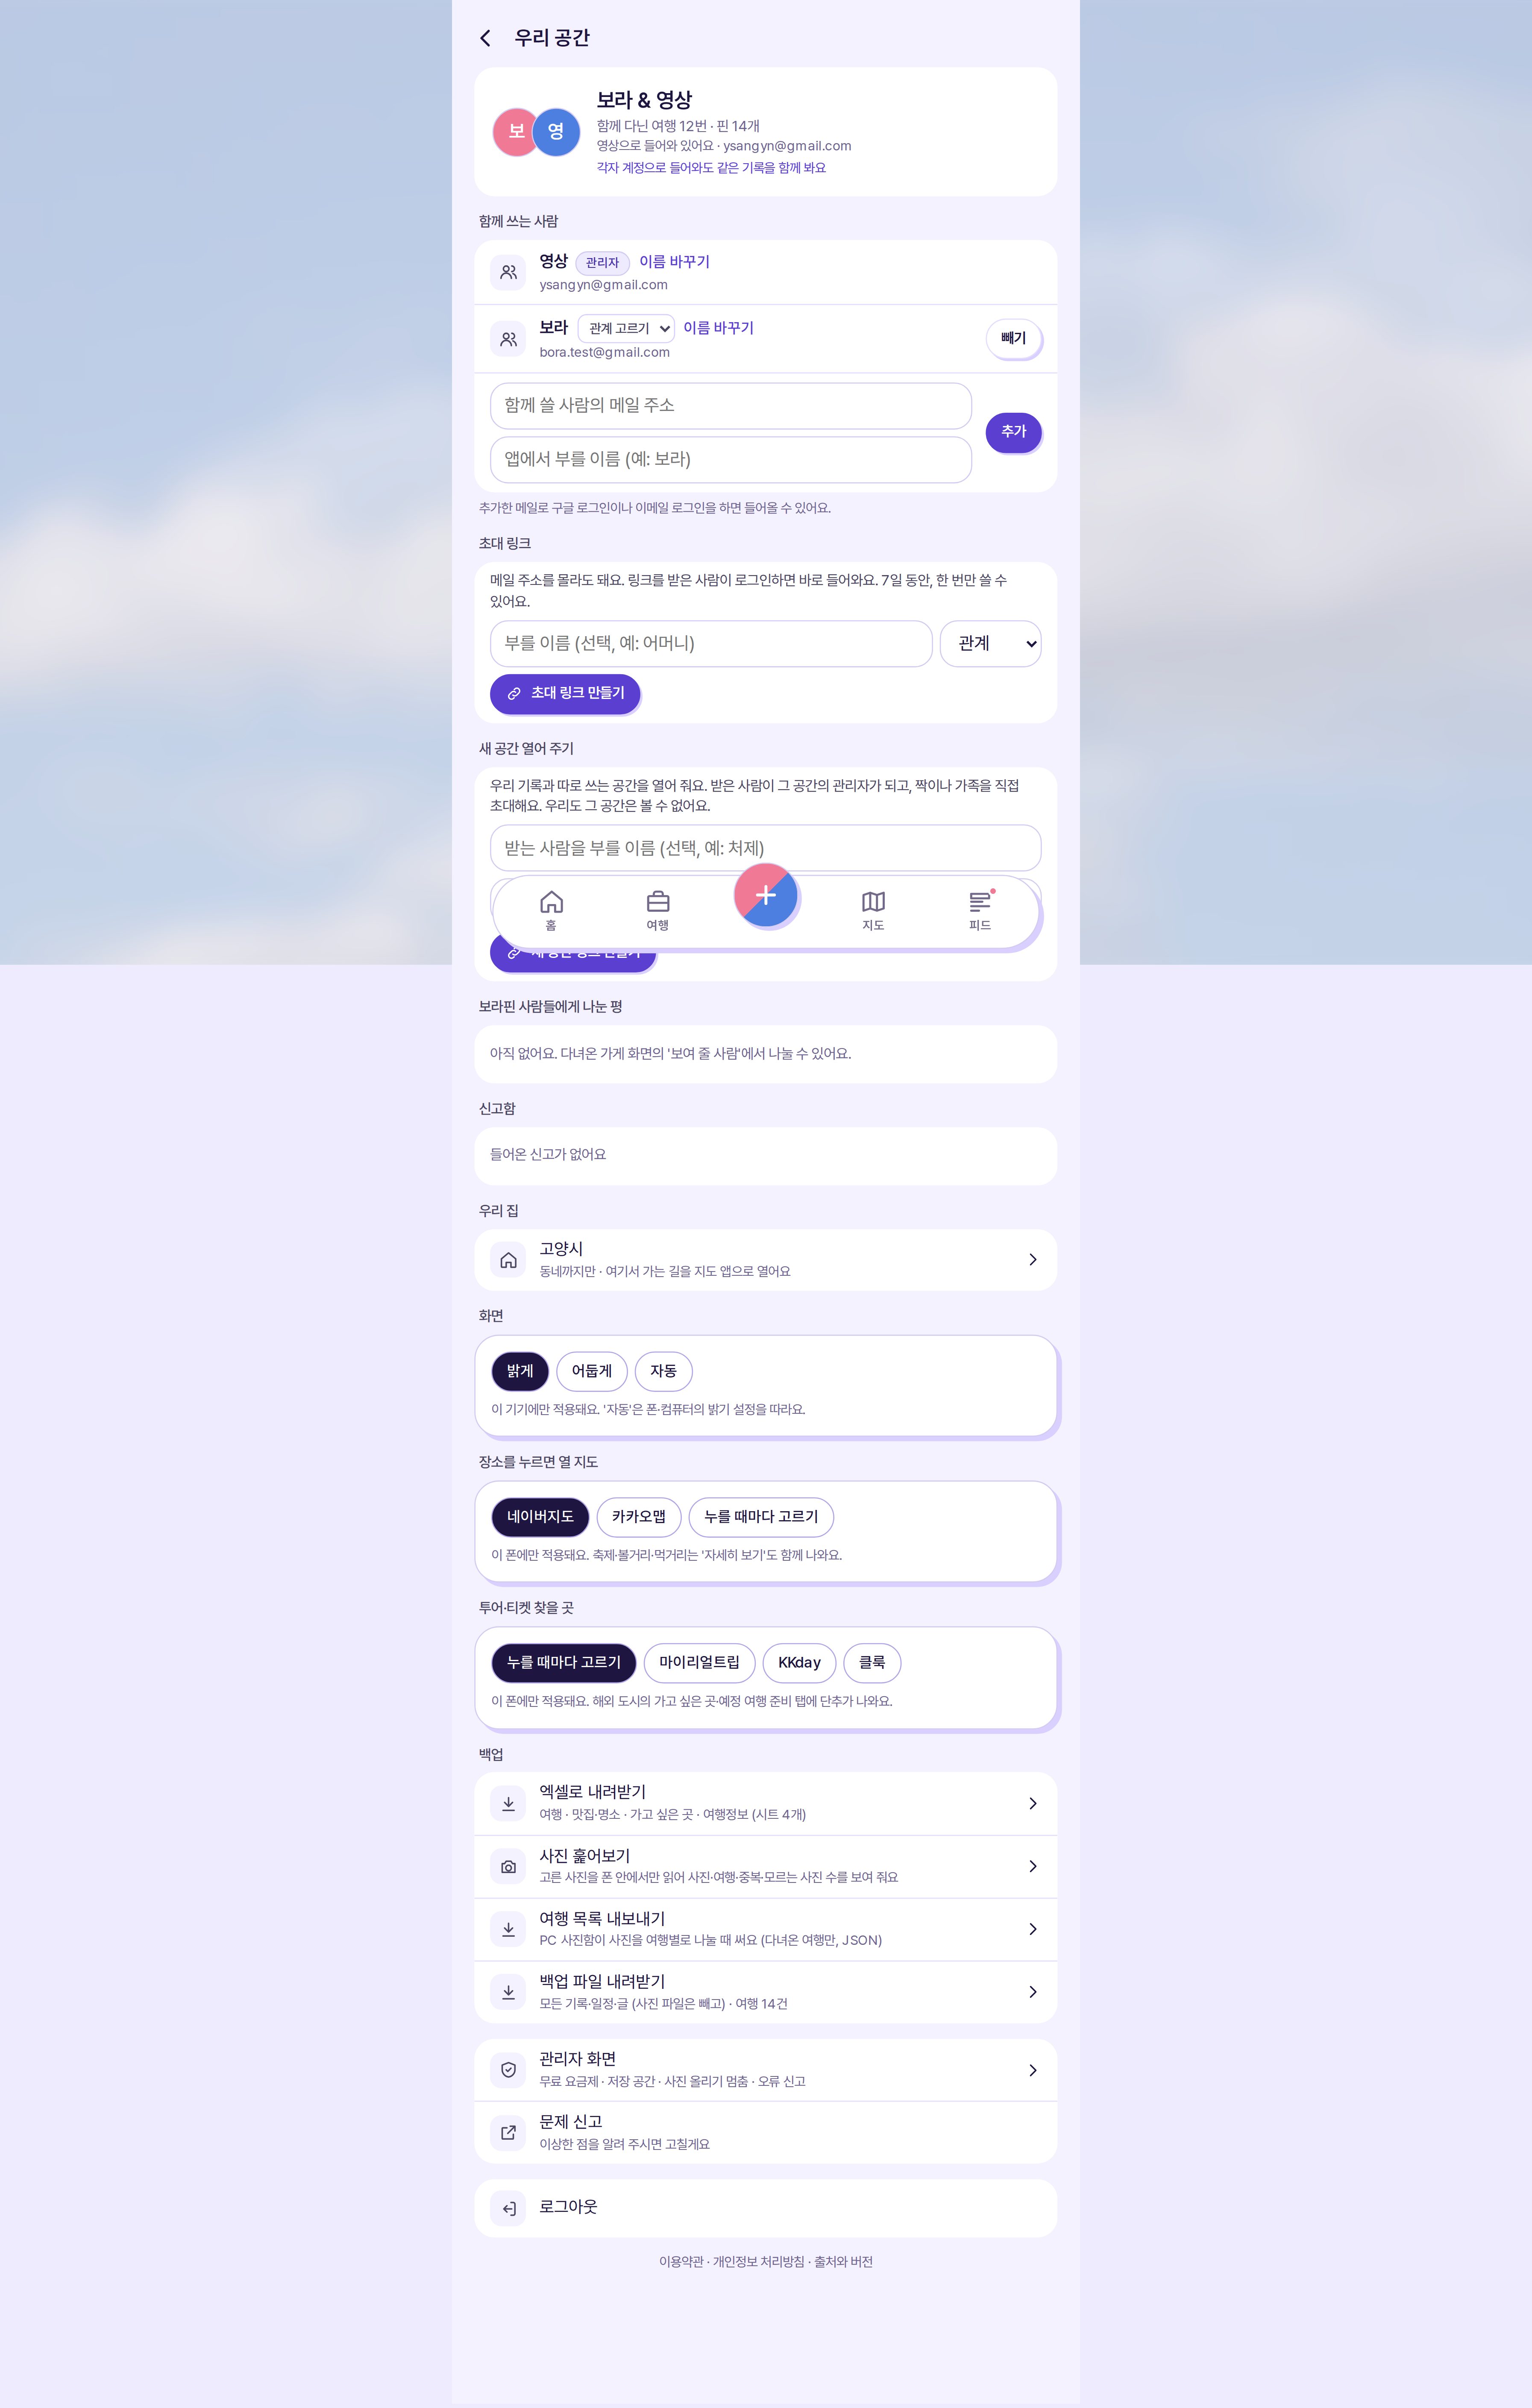 우리 공간
보 영
보라 & 영상
함께 다닌 여행 12번 · 핀 14개
영상으로 들어와 있어요 · ysangyn@gmail.com
각자 계정으로 들어와도 같은 기록을 함께 봐요
함께 쓰는 사람
영상 관리자 이름 바꾸기
ysangyn@gmail.com
보라 관계 고르기 이름 바꾸기
bora.test@gmail.com
빼기
함께 쓸 사람의 메일 주소
앱에서 부를 이름 (예: 보라)
추가
추가한 메일로 구글 로그인이나 이메일 로그인을 하면 들어올 수 있어요.
초대 링크
메일 주소를 몰라도 돼요. 링크를 받은 사람이 로그인하면 바로 들어와요. 7일 동안, 한 번만 쓸 수
있어요.
부를 이름 (선택, 예: 어머니) 관계
초대 링크 만들기
새 공간 열어 주기
우리 기록과 따로 쓰는 공간을 열어 줘요. 받은 사람이 그 공간의 관리자가 되고, 짝이나 가족을 직접
초대해요. 우리도 그 공간은 볼 수 없어요.
받는 사람을 부를 이름 (선택, 예: 처제)
홈 여행 지도 피드
보라핀 사람들에게 나눈 평
아직 없어요. 다녀온 가게 화면의 '보여 줄 사람'에서 나눌 수 있어요.
신고함
들어온 신고가 없어요
우리 집
고양시
동네까지만 · 여기서 가는 길을 지도 앱으로 열어요
화면
밝게 어둡게 자동
이 기기에만 적용돼요. '자동'은 폰·컴퓨터의 밝기 설정을 따라요.
장소를 누르면 열 지도
네이버지도 카카오맵 누를 때마다 고르기
이 폰에만 적용돼요. 축제·볼거리·먹거리는 '자세히 보기'도 함께 나와요.
투어·티켓 찾을 곳
누를 때마다 고르기 마이리얼트립 KKday 클룩
이 폰에만 적용돼요. 해외 도시의 가고 싶은 곳·예정 여행 준비 탭에 단추가 나와요.
백업
엑셀로 내려받기
여행 · 맛집·명소 · 가고 싶은 곳 · 여행정보 (시트 4개)
사진 훑어보기
고른 사진을 폰 안에서만 읽어 사진·여행·중복·모르는 사진 수를 보여 줘요
여행 목록 내보내기
PC 사진함이 사진을 여행별로 나눌 때 써요 (다녀온 여행만, JSON)
백업 파일 내려받기
모든 기록·일정·글 (사진 파일은 빼고) · 여행 14건
관리자 화면
무료 요금제 · 저장 공간 · 사진 올리기 멈춤 · 오류 신고
문제 신고
이상한 점을 알려 주시면 고칠게요
로그아웃
이용약관 · 개인정보 처리방침 · 출처와 버전